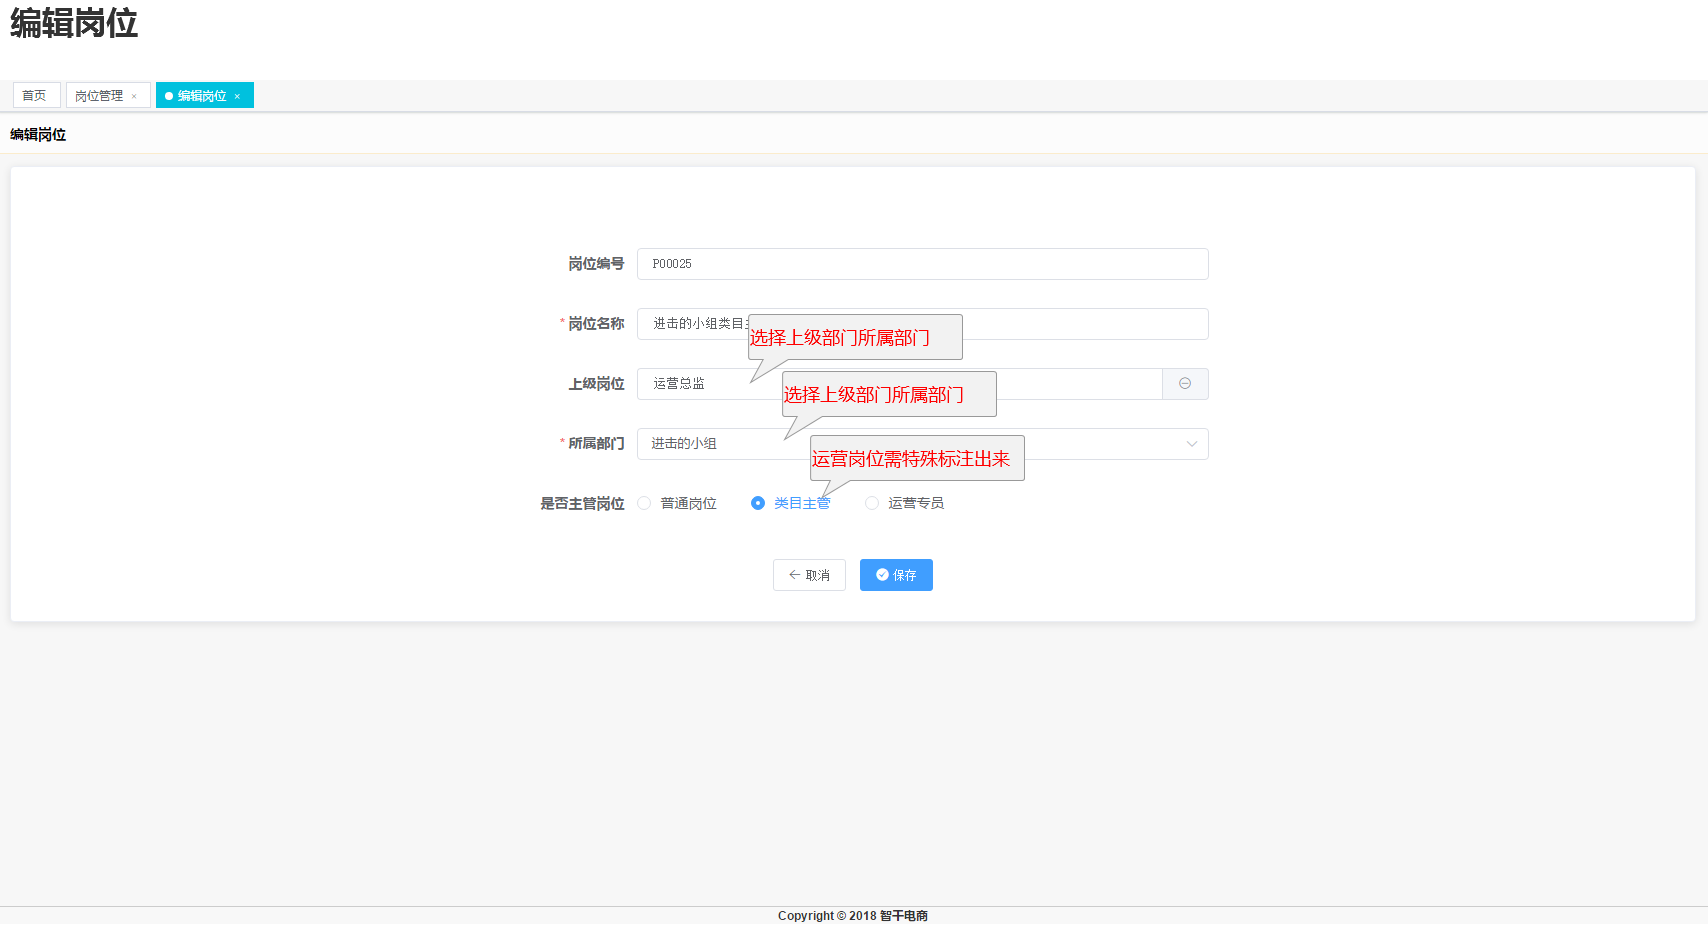 编辑岗位
首页
岗位管理 ×
编辑岗位 ×
编辑岗位
岗位编号 P00025
* 岗位名称 进击的小组类目
选择上级部门所属部门
上级岗位 运营总监
选择上级部门所属部门
* 所属部门 进击的小组
运营岗位需特殊标注出来
是否主管岗位 普通岗位 类目主管 运营专员
取消 保存
Copyright © 2018 智干电商